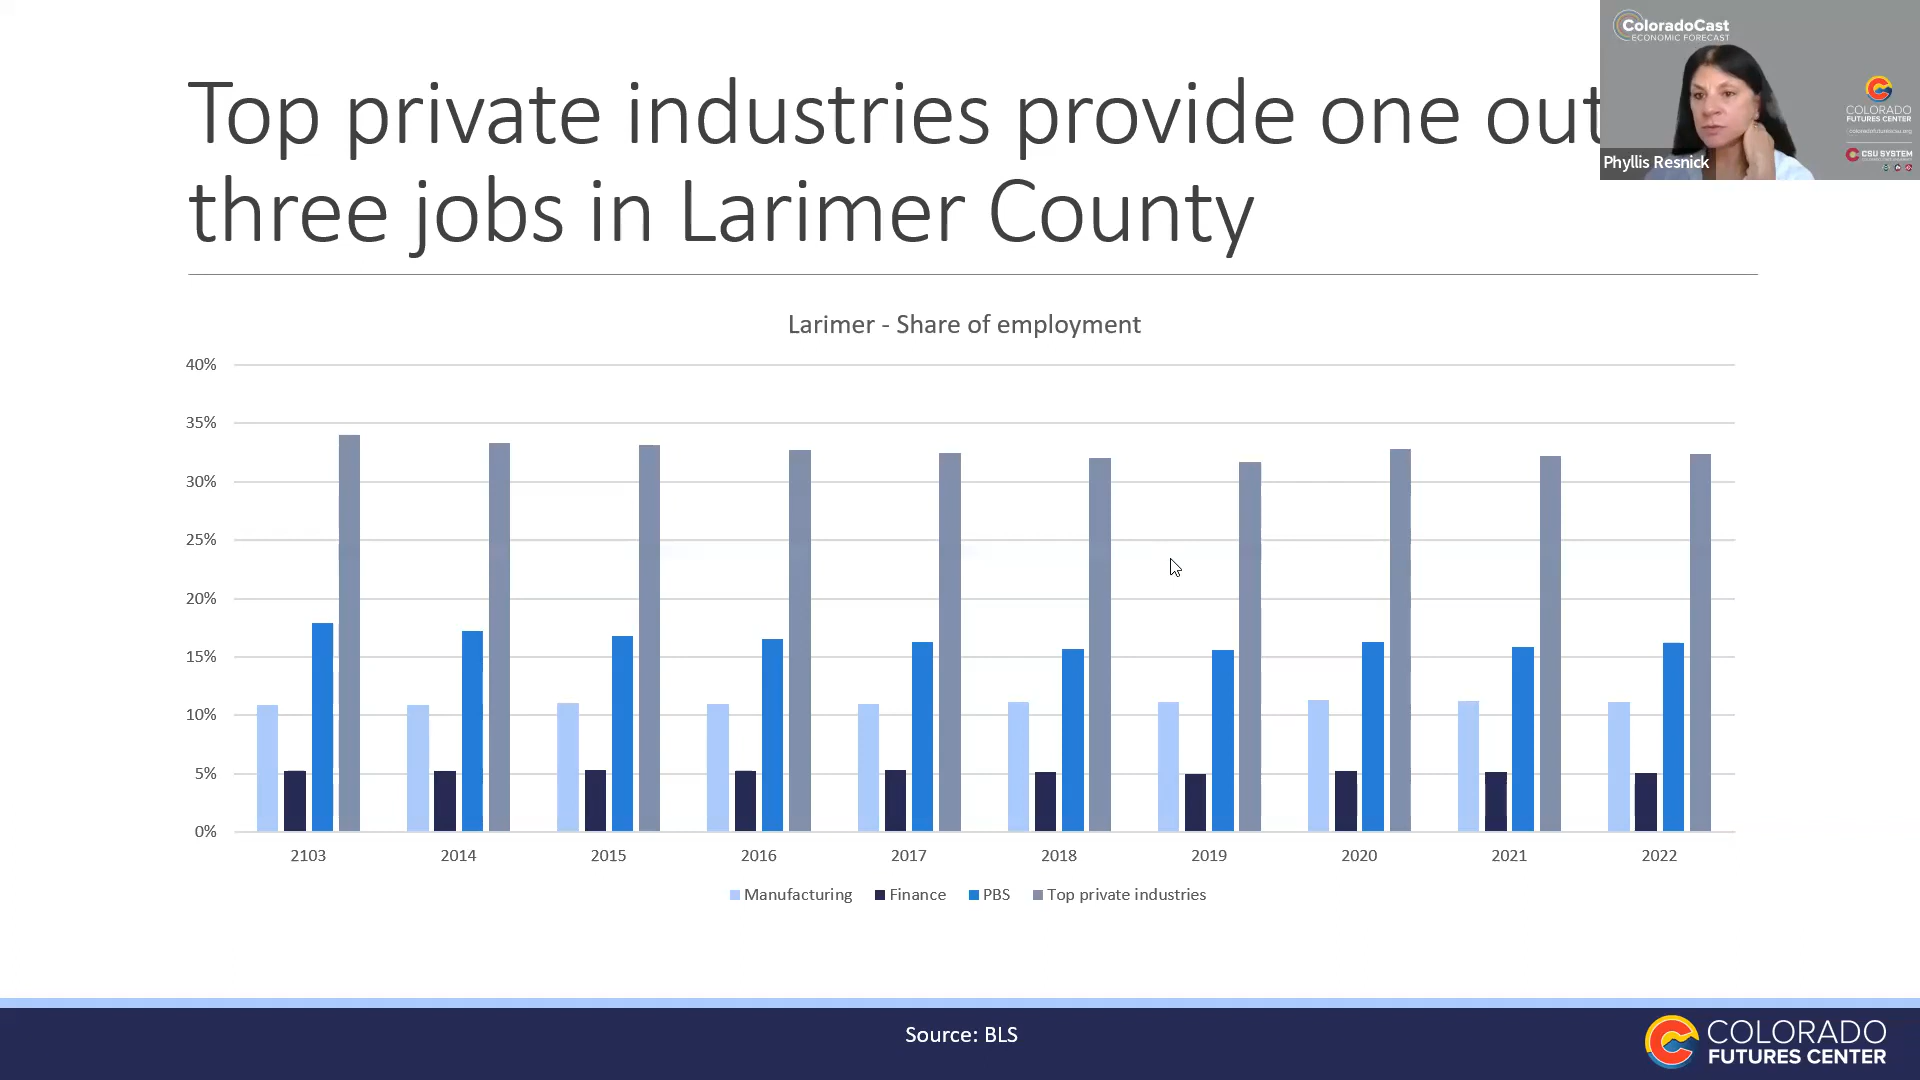 Top private industries provide one out
three jobs in Larimer County
ColoradoCast
ECONOMIC FORECAST
COLORADO
FUTURES CENTER
coloradofuturescsu.org
CSU SYSTEM
Phyllis Resnick
Larimer - Share of employment
40%
35%
30%
25%
20%
15%
10%
5%
0%
2103 2014 2015 2016 2017 2018 2019 2020 2021 2022
Manufacturing Finance PBS Top private industries
Source: BLS
COLORADO
FUTURES CENTER